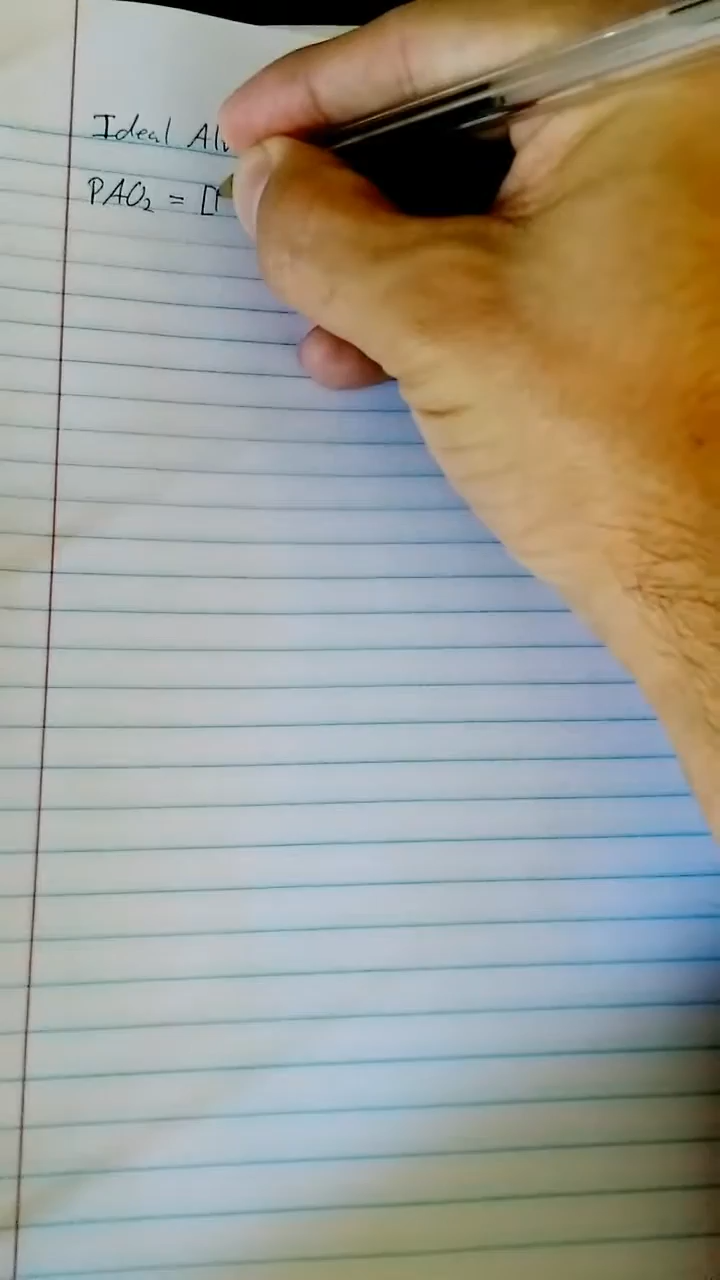 Ideal Alv
PAO₂ = [